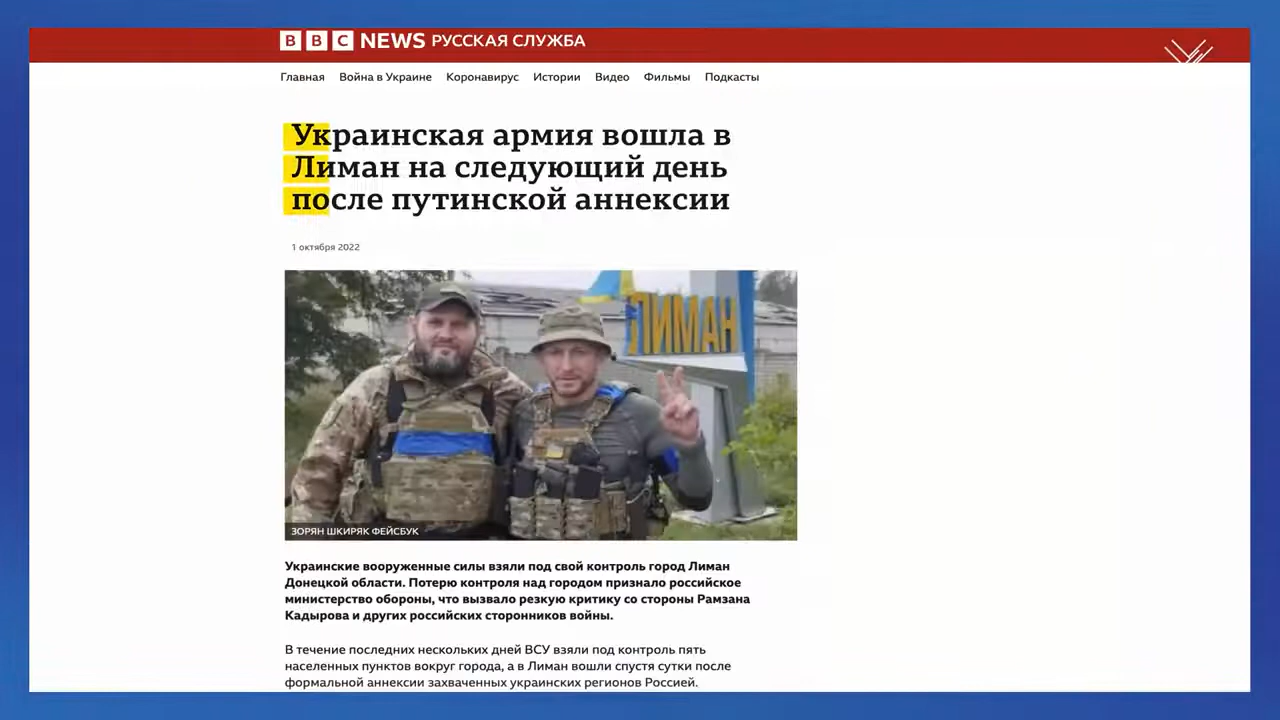 BBC NEWS РУССКАЯ СЛУЖБА
Главная Война в Украине Коронавирус Истории Видео Фильмы Подкасты
Украинская армия вошла в
Лиман на следующий день
после путинской аннексии
1 октября 2022
ЛИМАН
ЗОРЯН ШКИРЯК ФЕЙСБУК
Украинские вооруженные силы взяли под свой контроль город Лиман
Донецкой области. Потерю контроля над городом признало российское
министерство обороны, что вызвало резкую критику со стороны Рамзана
Кадырова и других российских сторонников войны.
В течение последних нескольких дней ВСУ взяли под контроль пять
населенных пунктов вокруг города, а в Лиман вошли спустя сутки после
формальной аннексии захваченных украинских регионов Россией.